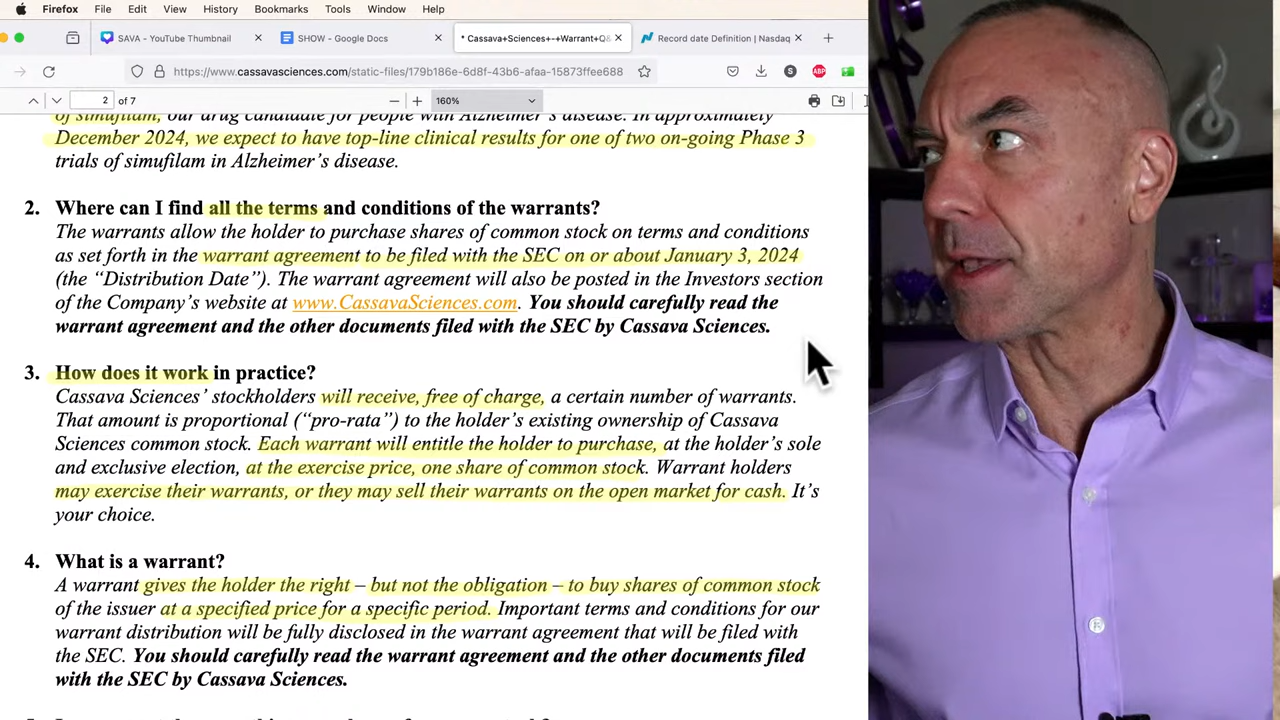 Firefox File Edit View History Bookmarks Tools Window Help
SAVA - YouTube Thumbnail × SHOW - Google Docs × * Cassava+Sciences+-+Warrant+Q& × Record date Definition | Nasdaq × +
https://www.cassavasciences.com/static-files/179b186e-6d8f-43b6-afaa-15873ffee688 S ABP
2 of 7 − + 160%
of simufilam, our drug candidate for people with Alzheimer's disease. In approximately
December 2024, we expect to have top-line clinical results for one of two on-going Phase 3
trials of simufilam in Alzheimer's disease.
2. Where can I find all the terms and conditions of the warrants?
The warrants allow the holder to purchase shares of common stock on terms and conditions
as set forth in the warrant agreement to be filed with the SEC on or about January 3, 2024
(the “Distribution Date”). The warrant agreement will also be posted in the Investors section
of the Company's website at www.CassavaSciences.com. You should carefully read the
warrant agreement and the other documents filed with the SEC by Cassava Sciences.
3. How does it work in practice?
Cassava Sciences' stockholders will receive, free of charge, a certain number of warrants.
That amount is proportional (“pro-rata”) to the holder's existing ownership of Cassava
Sciences common stock. Each warrant will entitle the holder to purchase, at the holder's sole
and exclusive election, at the exercise price, one share of common stock. Warrant holders
may exercise their warrants, or they may sell their warrants on the open market for cash. It's
your choice.
4. What is a warrant?
A warrant gives the holder the right – but not the obligation – to buy shares of common stock
of the issuer at a specified price for a specific period. Important terms and conditions for our
warrant distribution will be fully disclosed in the warrant agreement that will be filed with
the SEC. You should carefully read the warrant agreement and the other documents filed
with the SEC by Cassava Sciences.